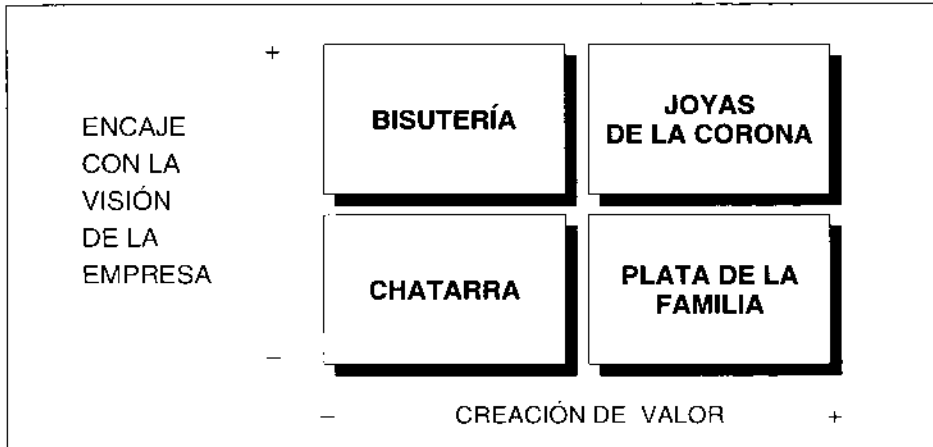 +
ENCAJE
CON LA
VISIÓN
DE LA
EMPRESA
–
BISUTERÍA
JOYAS
DE LA CORONA
CHATARRA
PLATA DE LA
FAMILIA
– CREACIÓN DE VALOR +